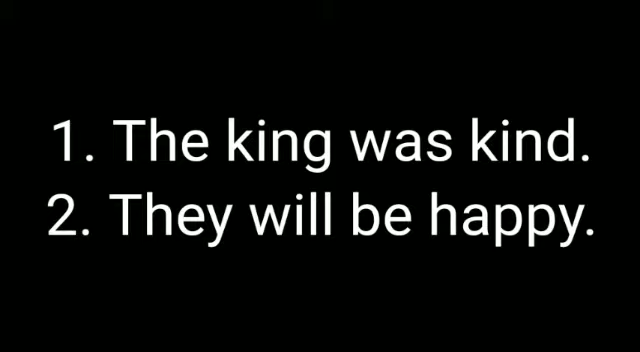 1. The king was kind.
2. They will be happy.